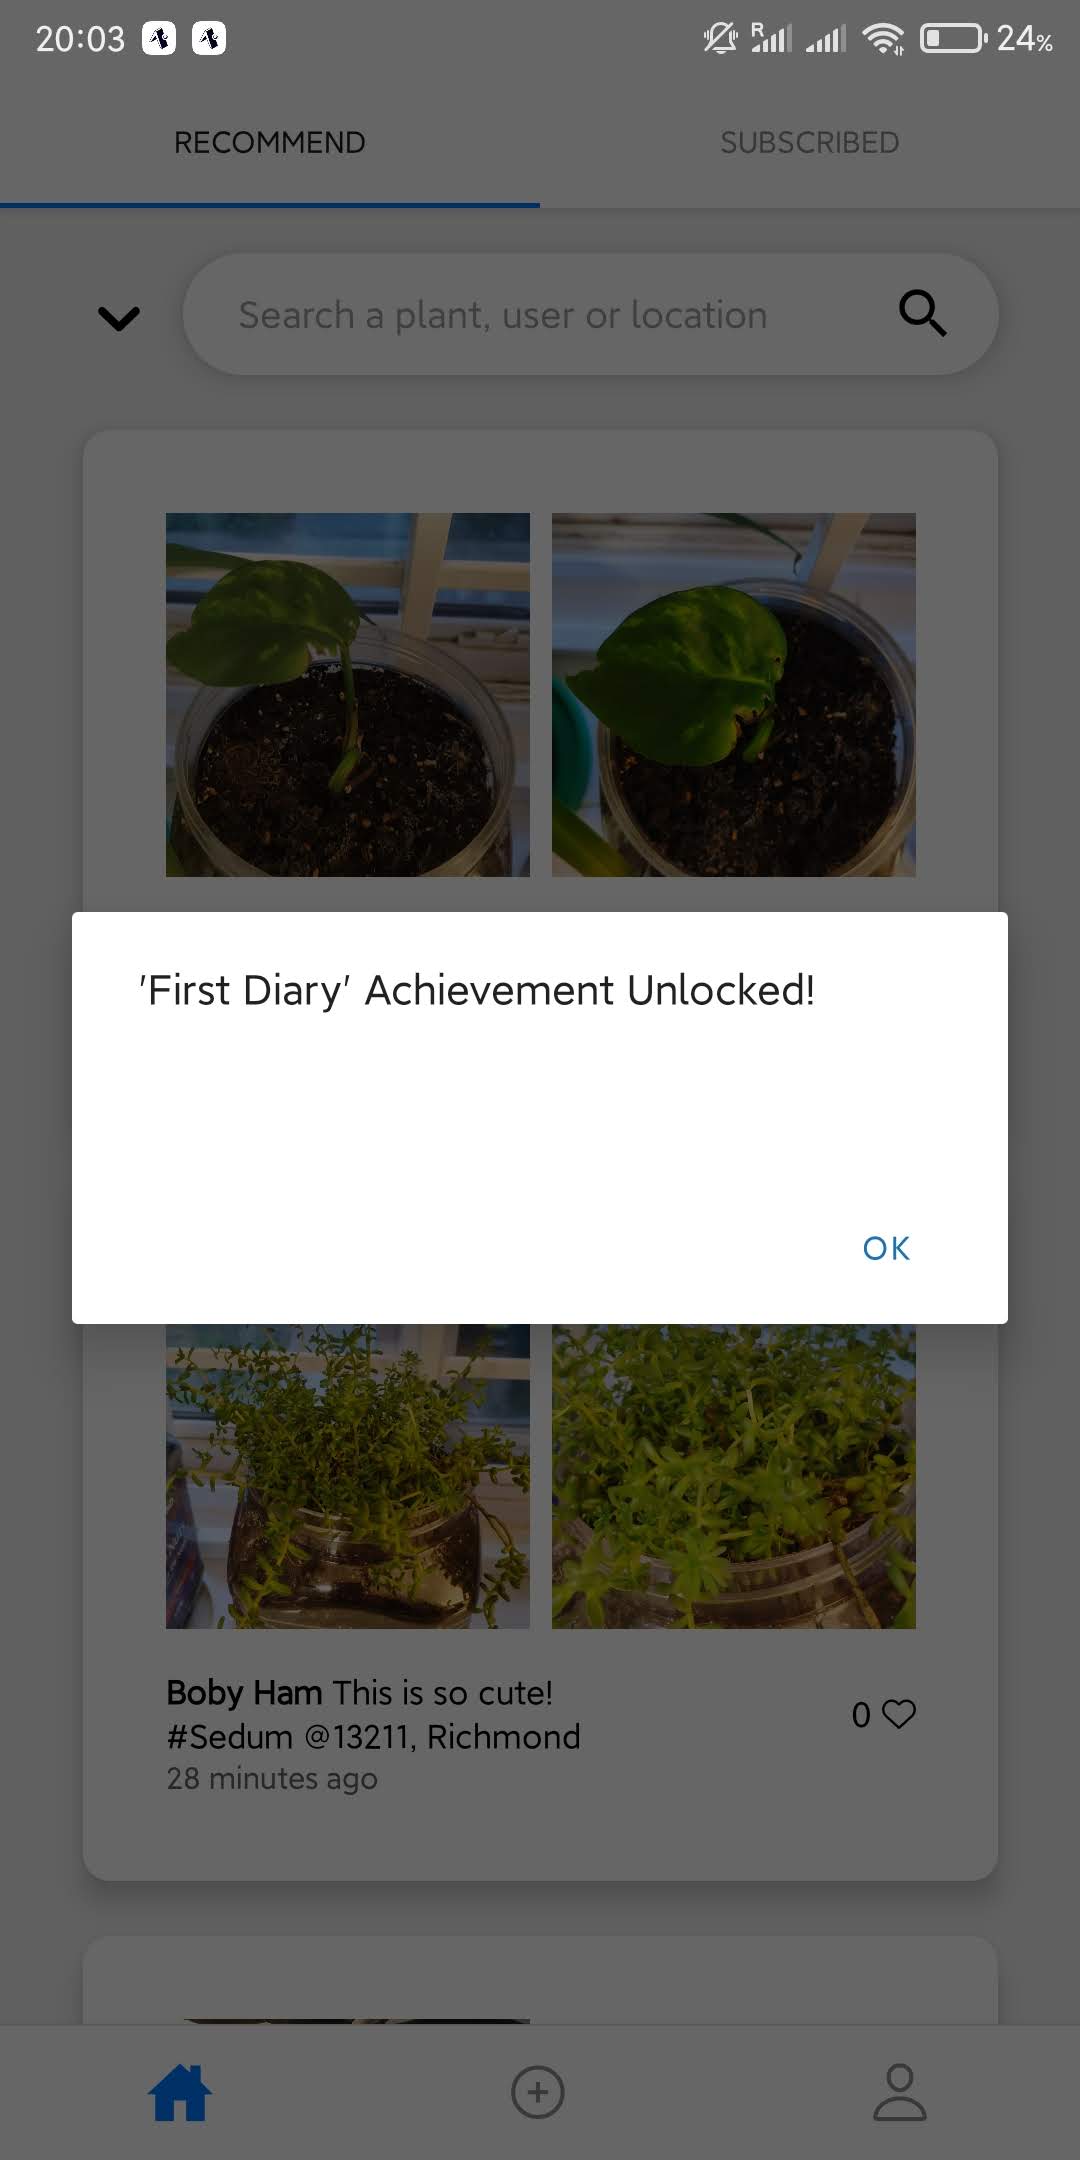 20:03
R
24%
RECOMMEND
SUBSCRIBED
Search a plant, user or location
'First Diary' Achievement Unlocked!
OK
Boby Ham This is so cute!
#Sedum @13211, Richmond
0
28 minutes ago